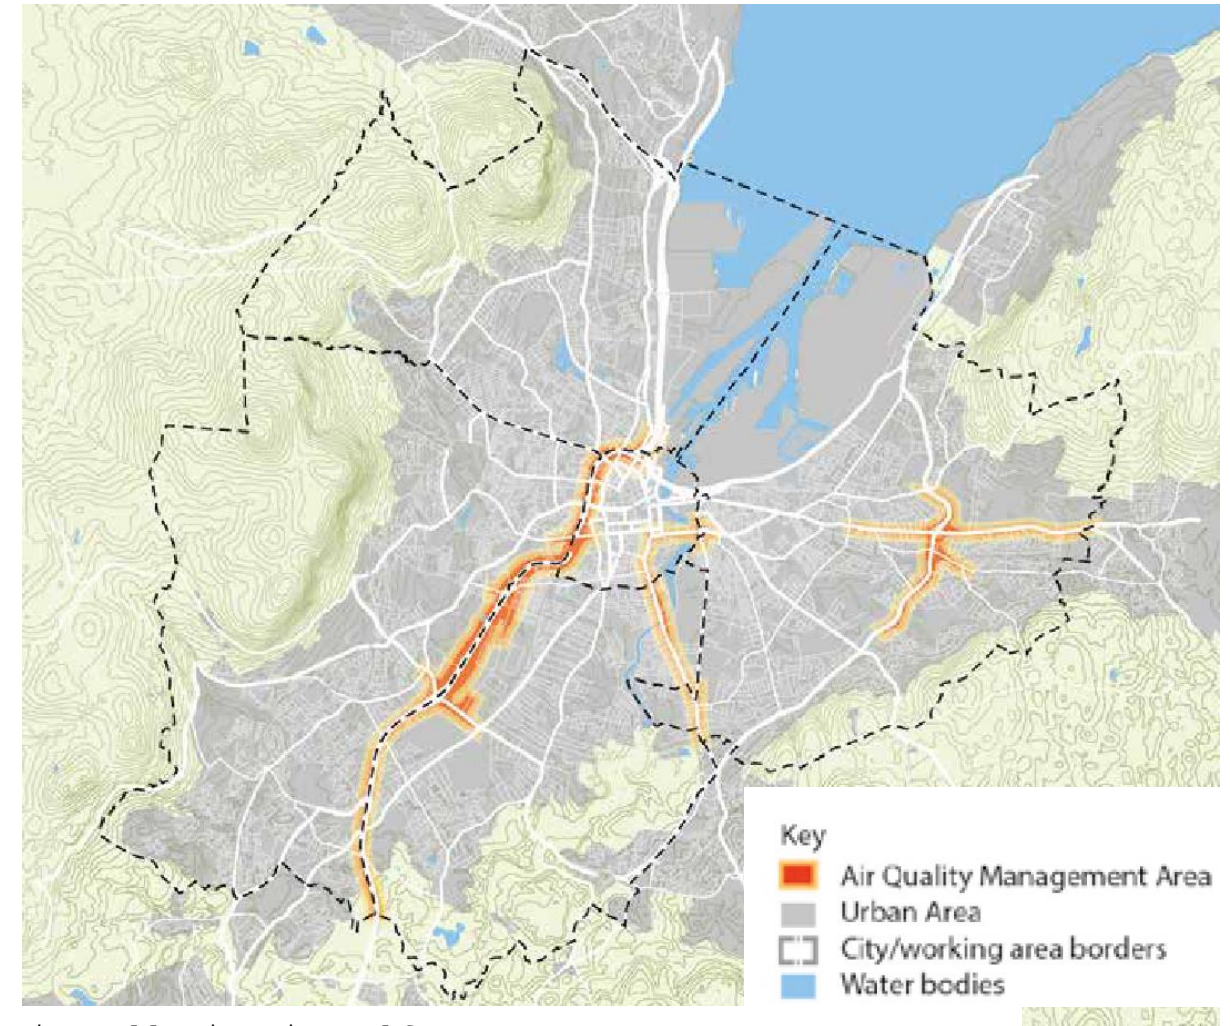 Key
Air Quality Management Area
Urban Area
City/working area borders
Water bodies